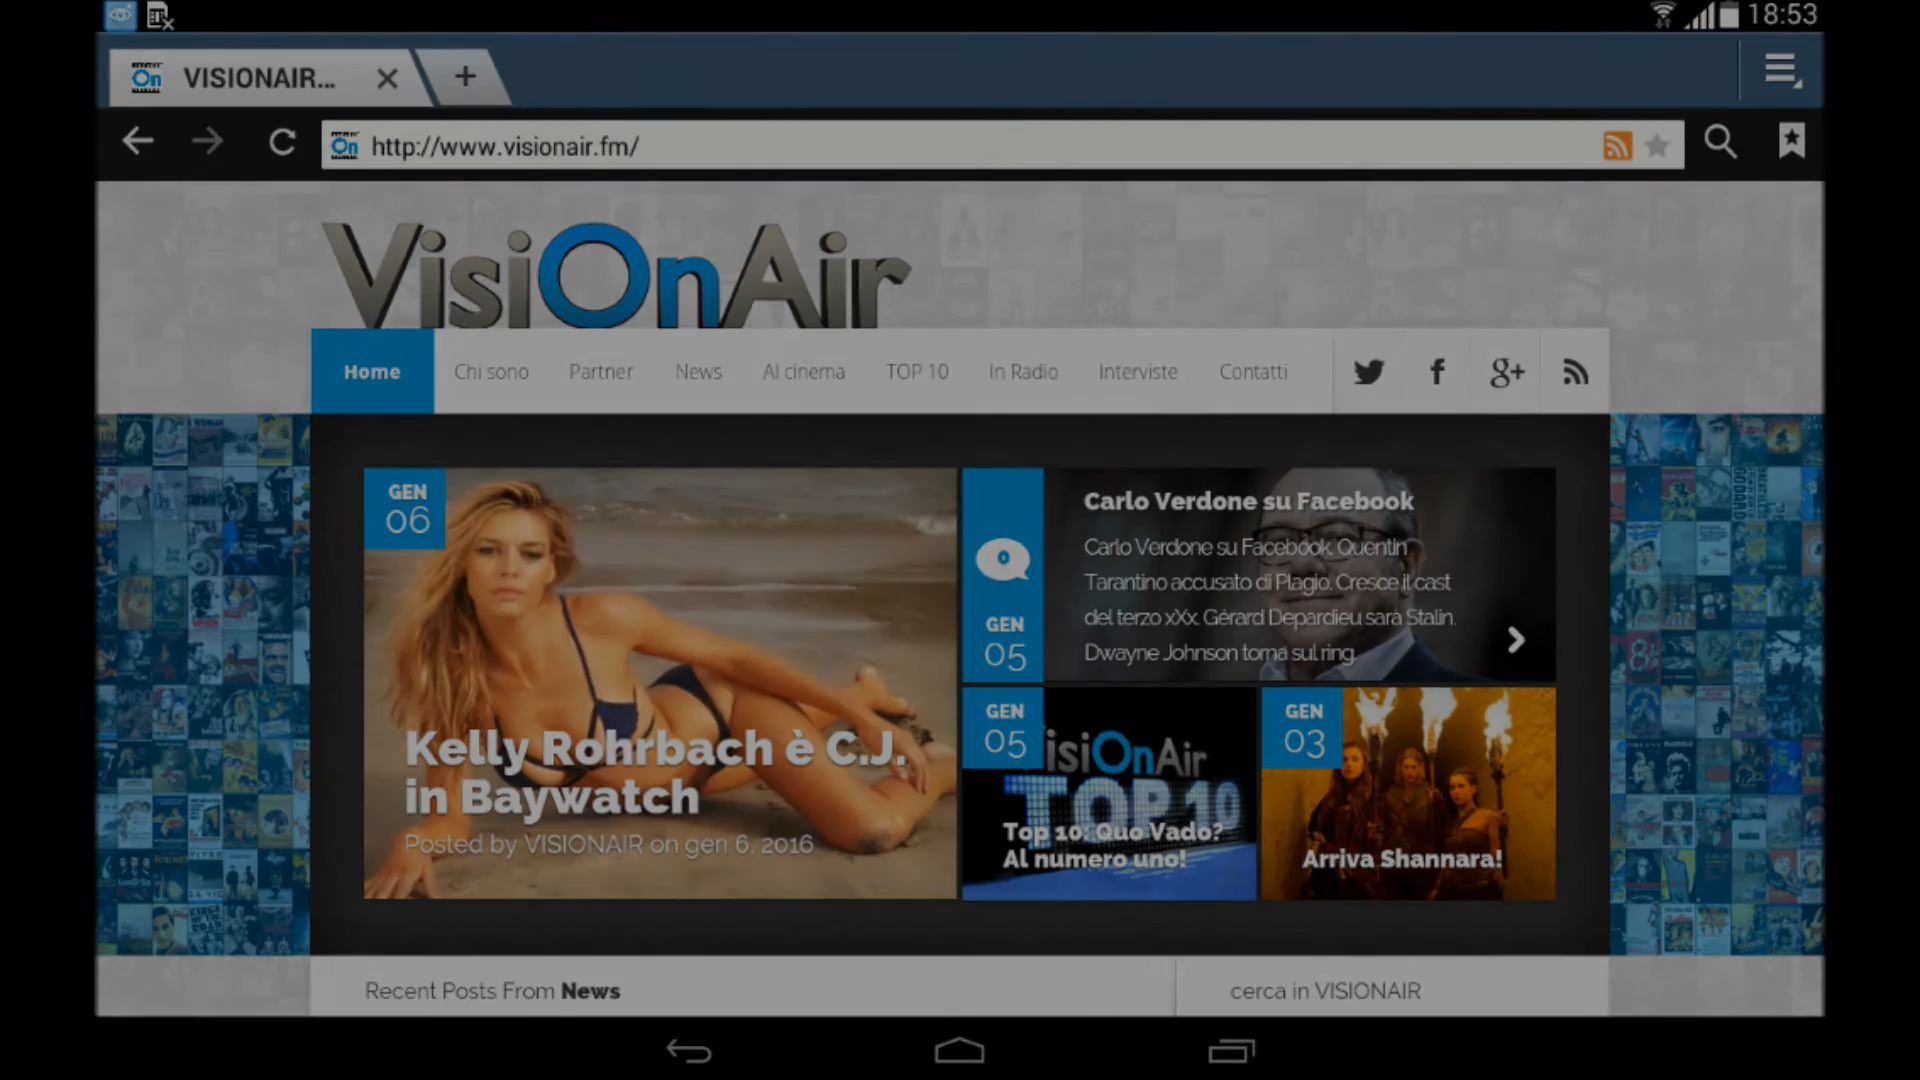 18:53
On VISIONAIR...
On http://www.visionair.fm/
VisiOnAir
Home Chi sono Partner News Al cinema TOP 10 In Radio Interviste Contatti g+
GEN
06
Kelly Rohrbach è C.J.
in Baywatch
Posted by VISIONAIR on gen 6, 2016
0
GEN
05
Carlo Verdone su Facebook
Carlo Verdone su Facebook. Quentin
Tarantino accusato di Plagio. Cresce il cast
del terzo xXx. Gérard Depardieu sarà Stalin.
Dwayne Johnson torna sul ring.
GEN
05
isiOnAir
TOP 10
Top 10: Quo Vado?
Al numero uno!
GEN
03
Arriva Shannara!
Recent Posts From News
cerca in VISIONAIR